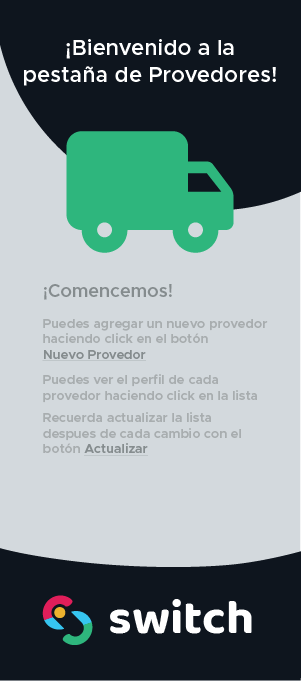 ¡Bienvenido a la
pestaña de Provedores!
¡Comencemos!
Puedes agregar un nuevo provedor
haciendo click en el botón
Nuevo Provedor
Puedes ver el perfil de cada
provedor haciendo click en la lista
Recuerda actualizar la lista
despues de cada cambio con el
botón Actualizar
switch